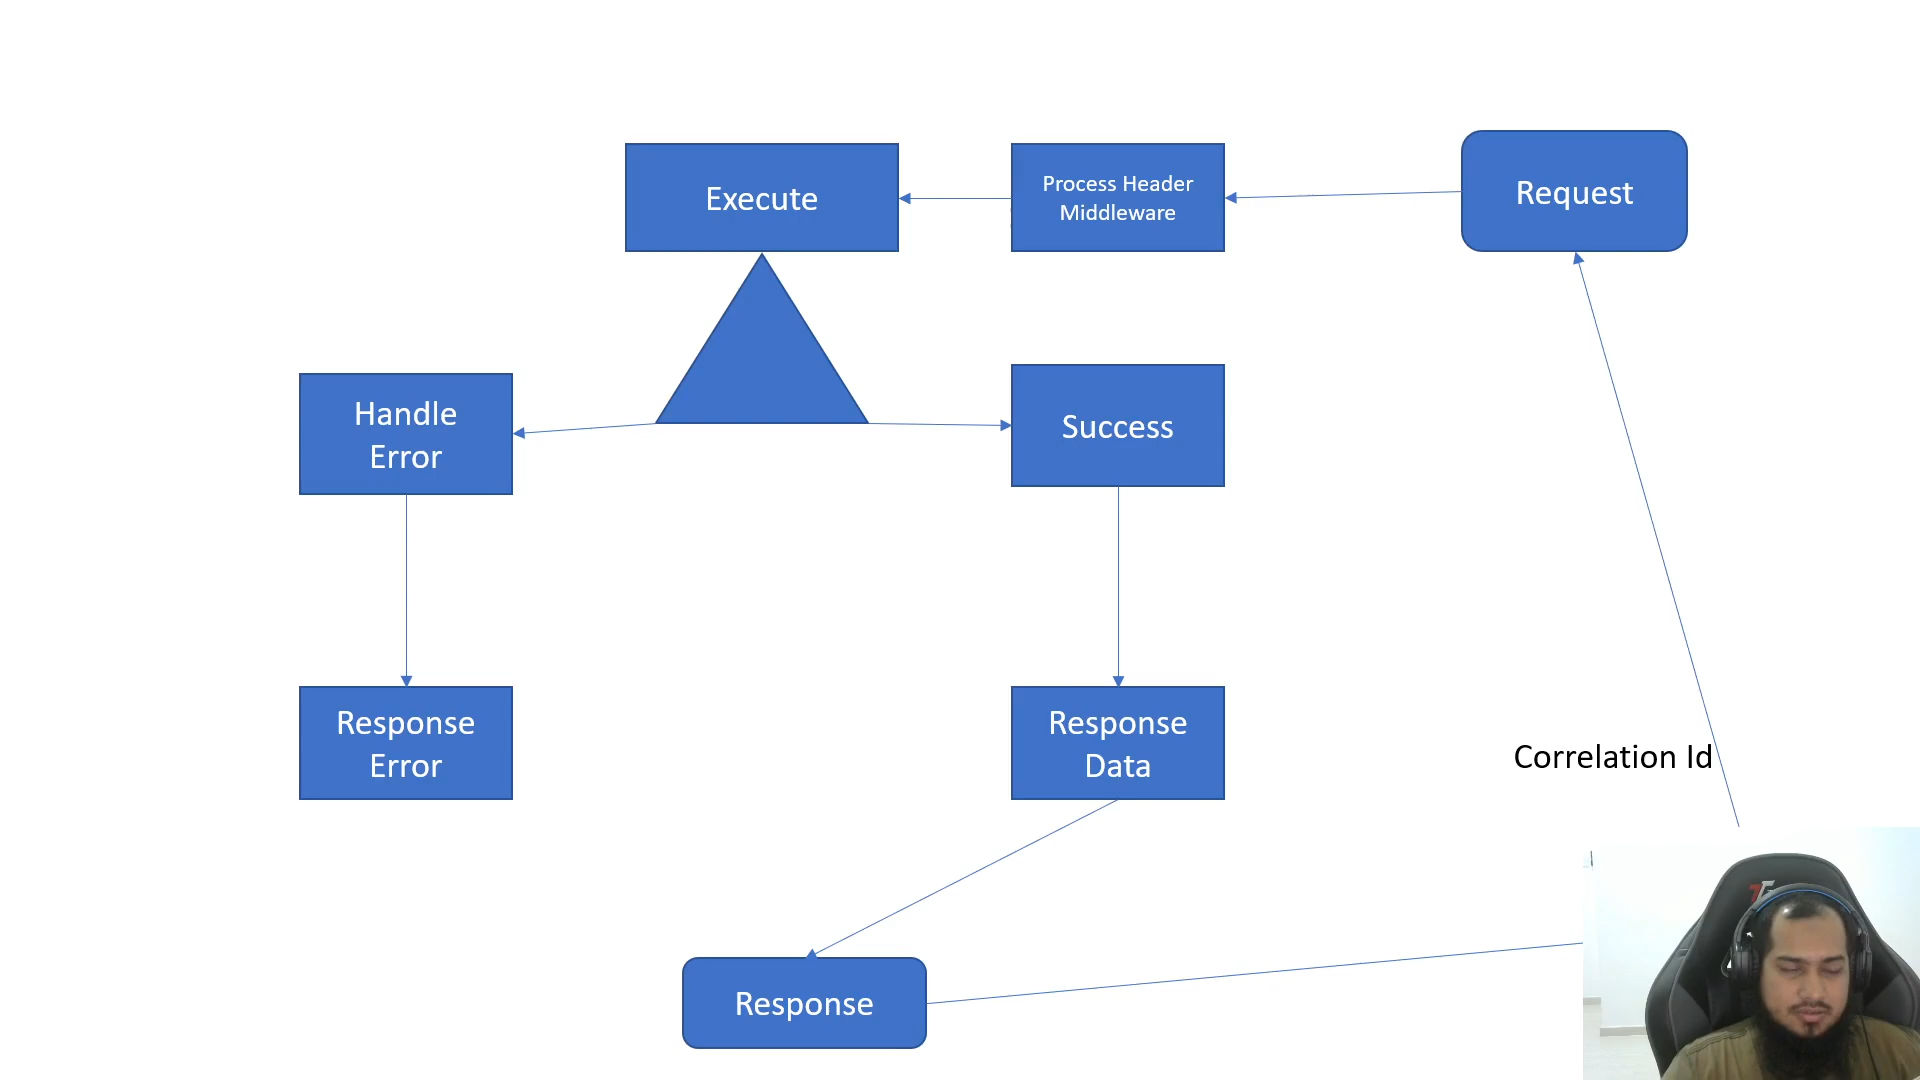 Execute
Process Header
Middleware
Request
Handle
Error
Success
Response
Error
Response
Data
Correlation Id
Response